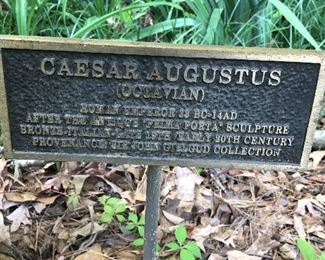 CAESAR AUGUSTUS
(OCTAVIAN)
ROMAN EMPEROR 33 BC-14AD
AFTER THE ANTIQUE "PRIMA PORTA" SCULPTURE
BRONZE-ITALIAN-LATE 19TH/EARLY 20TH CENTURY
PROVENANCE: SIR JOHN GIELGUD COLLECTION